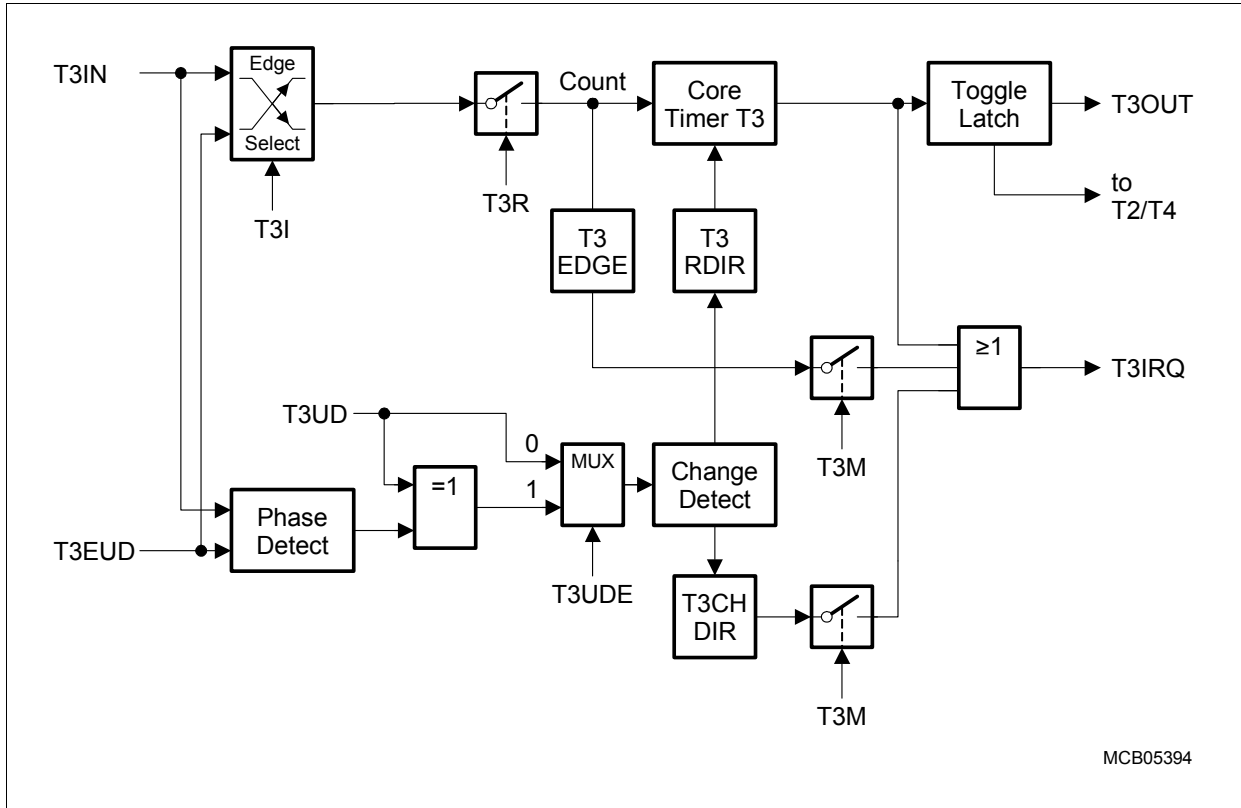 T3IN
Edge
Select
T3I
T3R
Count
Core
Timer T3
Toggle
Latch
T3OUT
to
T2/T4
T3
EDGE
T3
RDIR
≥1
T3IRQ
T3M
T3UD
0
1
=1
MUX
T3UDE
Change
Detect
T3EUD
Phase
Detect
T3CH
DIR
T3M
MCB05394